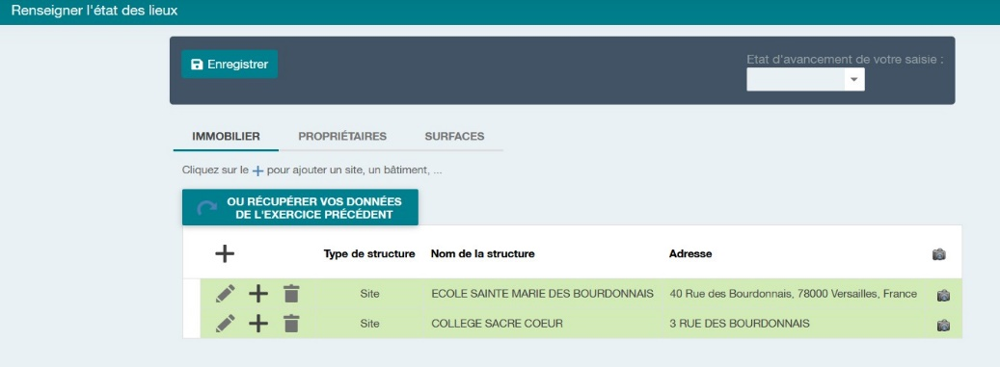 Renseigner l'état des lieux
Enregistrer
Etat d'avancement de votre saisie :
IMMOBILIER PROPRIÉTAIRES SURFACES
Cliquez sur le + pour ajouter un site, un bâtiment, ...
OU RÉCUPÉRER VOS DONNÉES
DE L'EXERCICE PRÉCÉDENT
Type de structure Nom de la structure Adresse
Site ECOLE SAINTE MARIE DES BOURDONNAIS 40 Rue des Bourdonnais, 78000 Versailles, France
Site COLLEGE SACRE COEUR 3 RUE DES BOURDONNAIS